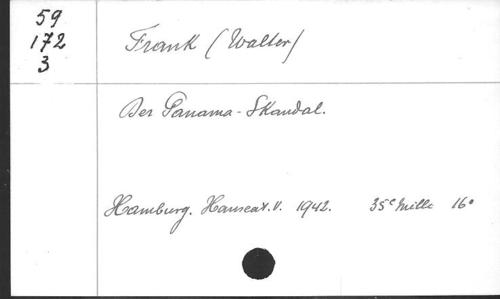 59
172
3
Frank (Walter)
Der Panama-Skandal.
Hamburg. Hanseat. V. 1942. 35e Mille 16°